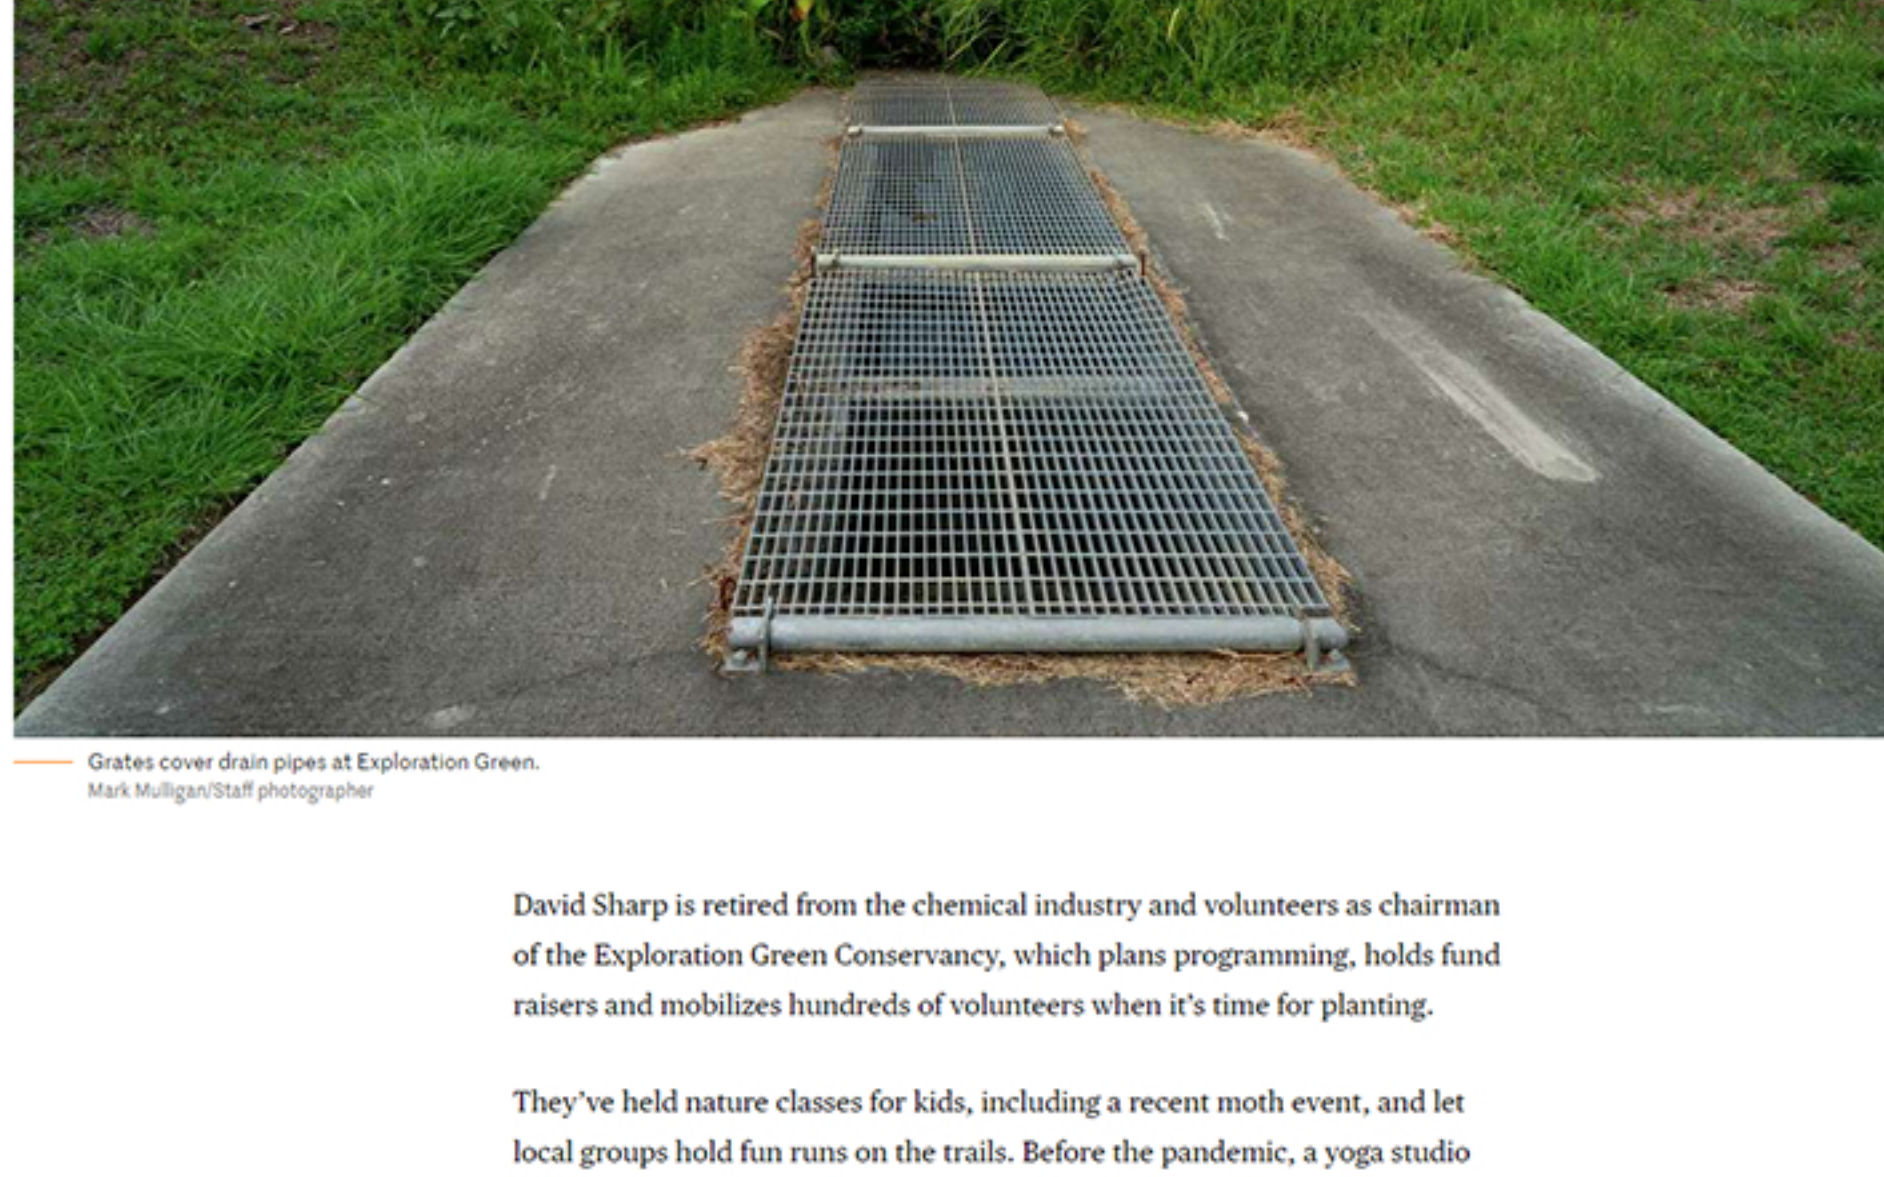 Grates cover drain pipes at Exploration Green.
Mark Mulligan/Staff photographer
David Sharp is retired from the chemical industry and volunteers as chairman
of the Exploration Green Conservancy, which plans programming, holds fund
raisers and mobilizes hundreds of volunteers when it’s time for planting.
They’ve held nature classes for kids, including a recent moth event, and let
local groups hold fun runs on the trails. Before the pandemic, a yoga studio